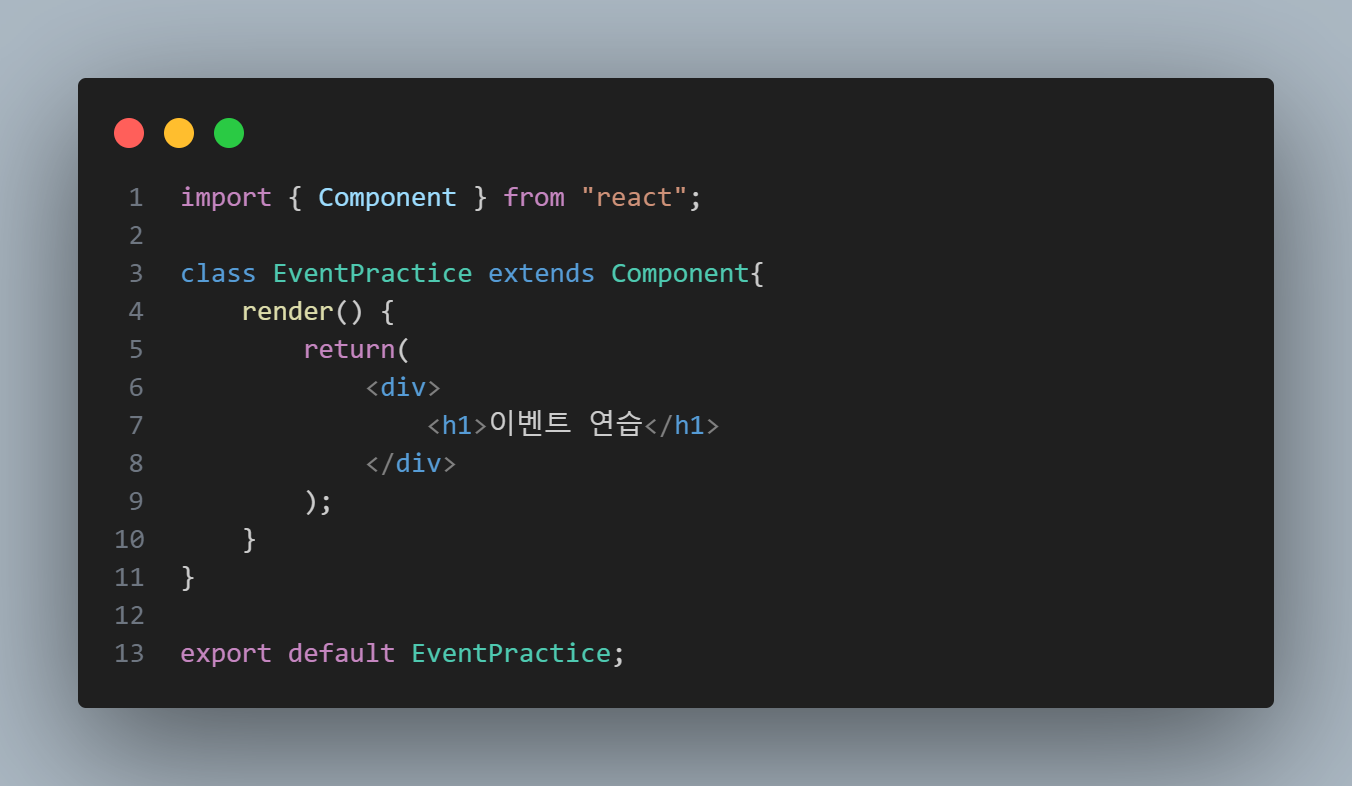 1 import { Component } from "react";
2
3 class EventPractice extends Component{
4     render() {
5         return(
6             <div>
7                 <h1>이벤트 연습</h1>
8             </div>
9         );
10     }
11 }
12
13 export default EventPractice;